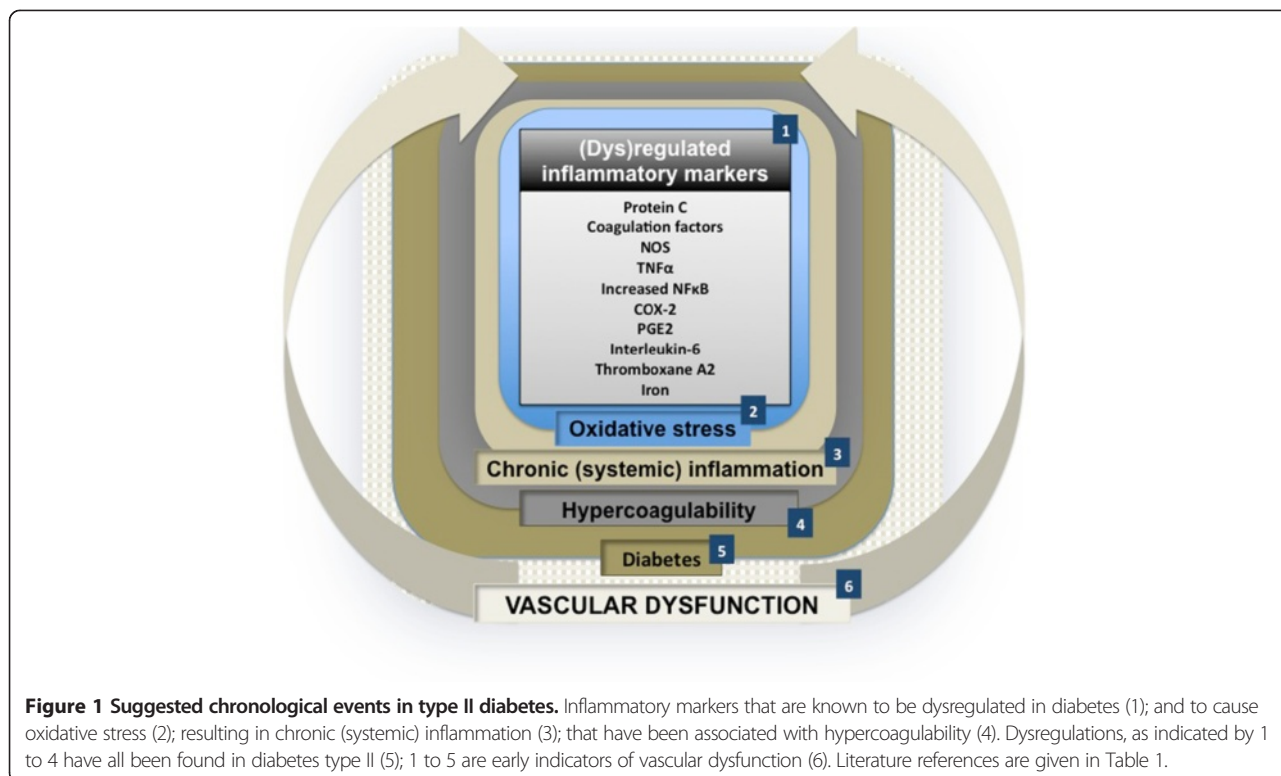 1
(Dys)regulated
inflammatory markers
Protein C
Coagulation factors
NOS
TNFα
Increased NFκB
COX-2
PGE2
Interleukin-6
Thromboxane A2
Iron
2
Oxidative stress
3
Chronic (systemic) inflammation
Hypercoagulability
4
Diabetes
5
6
VASCULAR DYSFUNCTION
Figure 1 Suggested chronological events in type II diabetes. Inflammatory markers that are known to be dysregulated in diabetes (1); and to cause
oxidative stress (2); resulting in chronic (systemic) inflammation (3); that have been associated with hypercoagulability (4). Dysregulations, as indicated by 1
to 4 have all been found in diabetes type II (5); 1 to 5 are early indicators of vascular dysfunction (6). Literature references are given in Table 1.